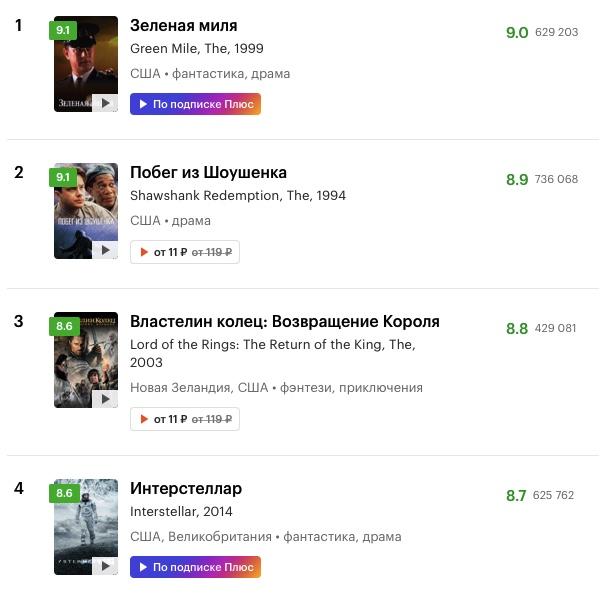 1
9.1
ЗЕЛЕНАЯ
Зеленая миля
Green Mile, The, 1999
США • фантастика, драма
По подписке Плюс
9.0 629 203
2
9.1
ПОБЕГ ИЗ ШОУШЕНКА
Побег из Шоушенка
Shawshank Redemption, The, 1994
США • драма
от 11 ₽ от 119 ₽
8.9 736 068
3
8.6
Властелин колец: Возвращение Короля
Lord of the Rings: The Return of the King, The,
2003
Новая Зеландия, США • фэнтези, приключения
от 11 ₽ от 119 ₽
8.8 429 081
4
8.6
Интерстеллар
Interstellar, 2014
США, Великобритания • фантастика, драма
По подписке Плюс
8.7 625 762